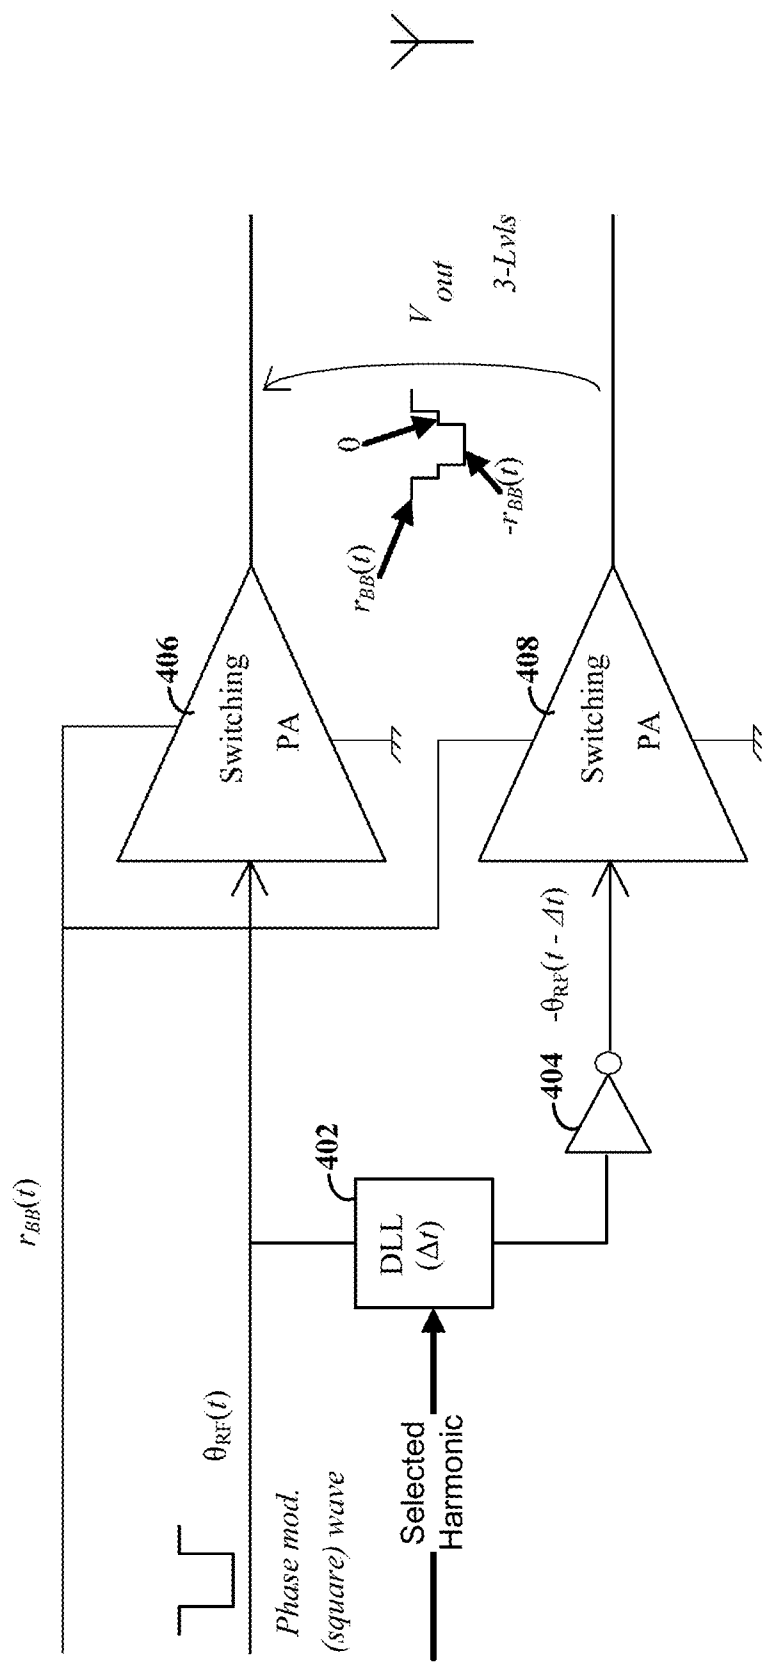 r_BB(t)
θ_RF(t)
Phase mod.
(square) wave
Selected
Harmonic
402
DLL
(Δt)
404
-θ_RF(t - Δt)
406
Switching
PA
408
Switching
PA
r_BB(t)
0
-r_BB(t)
V_out
3-Lvls